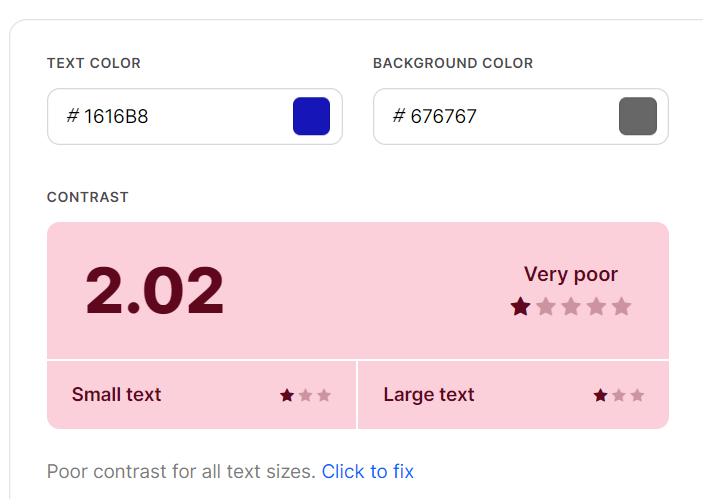 TEXT COLOR
BACKGROUND COLOR
# 1616B8
# 676767
CONTRAST
2.02
Very poor
Small text
Large text
Poor contrast for all text sizes. Click to fix